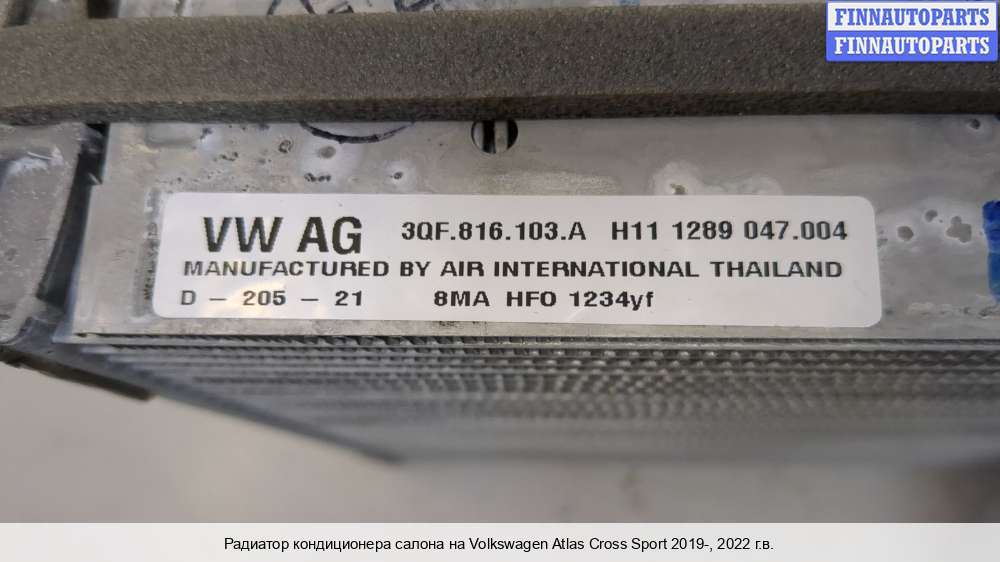 FINNAUTOPARTS
FINNAUTOPARTS
VW AG 3QF.816.103.A H11 1289 047.004
MANUFACTURED BY AIR INTERNATIONAL THAILAND
D - 205 - 21 8MA HFO 1234yf
Радиатор кондиционера салона на Volkswagen Atlas Cross Sport 2019-, 2022 г.в.